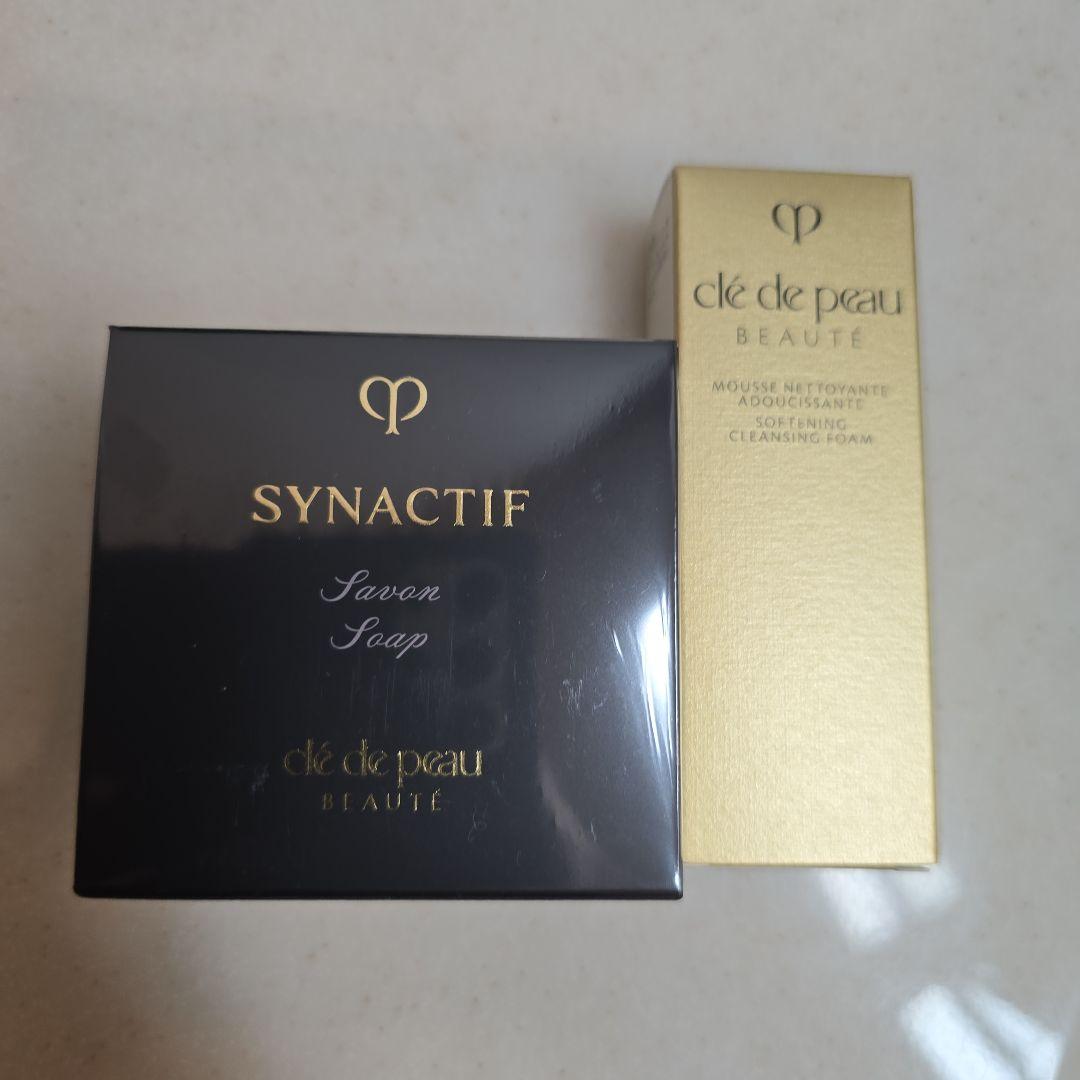 SYNACTIF
Savon
Soap
clé de peau
BEAUTÉ
clé de peau
BEAUTÉ
MOUSSE NETTOYANTE
ADOUCISSANTE
SOFTENING
CLEANSING FOAM